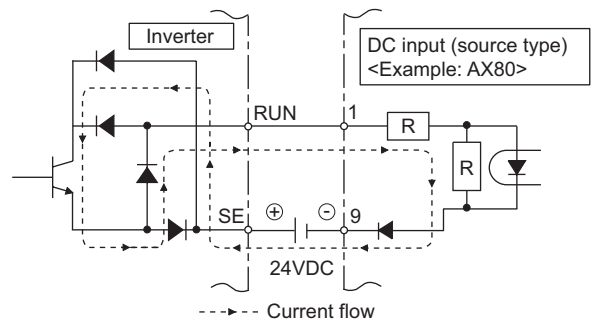 Inverter
DC input (source type)
<Example: AX80>
RUN
1
R
R
SE
⊕
⊖
9
24VDC
Current flow